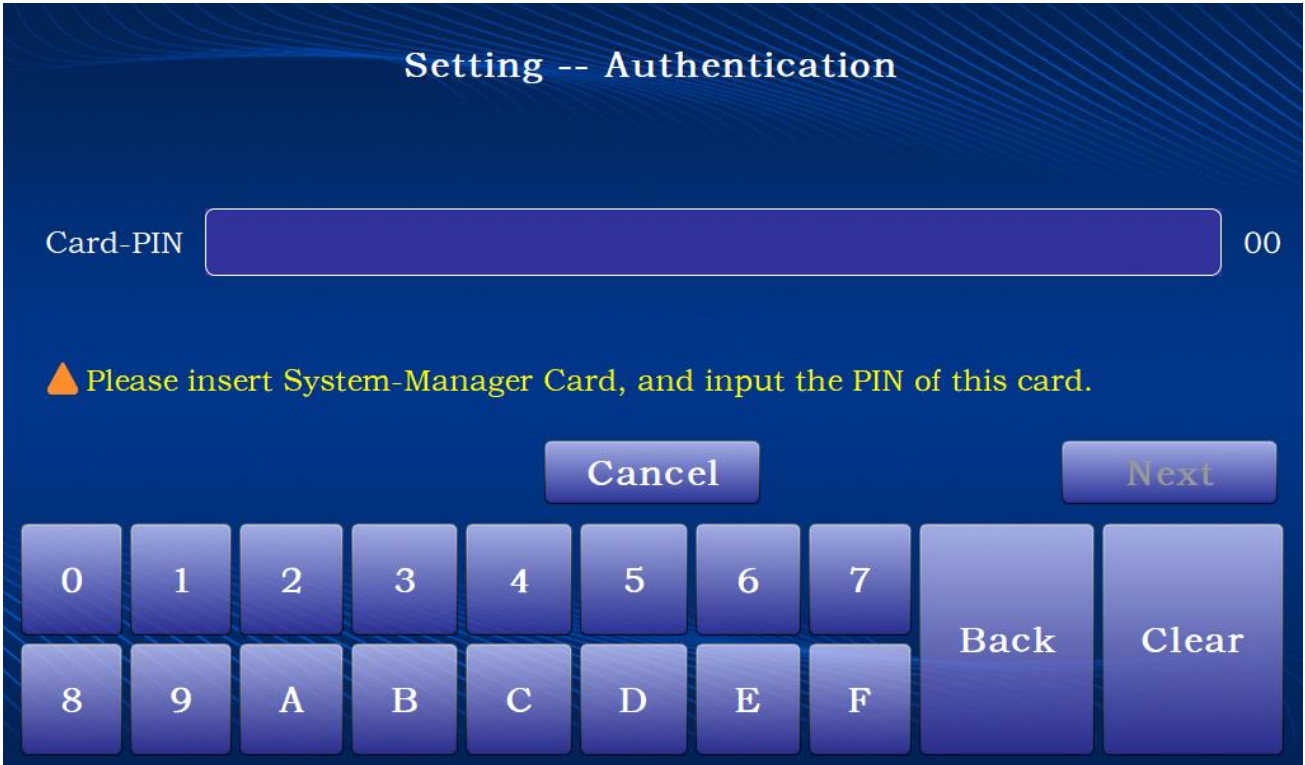 Setting -- Authentication
Card-PIN 00
Please insert System-Manager Card, and input the PIN of this card.
Cancel Next
0 1 2 3 4 5 6 7
Back Clear
8 9 A B C D E F